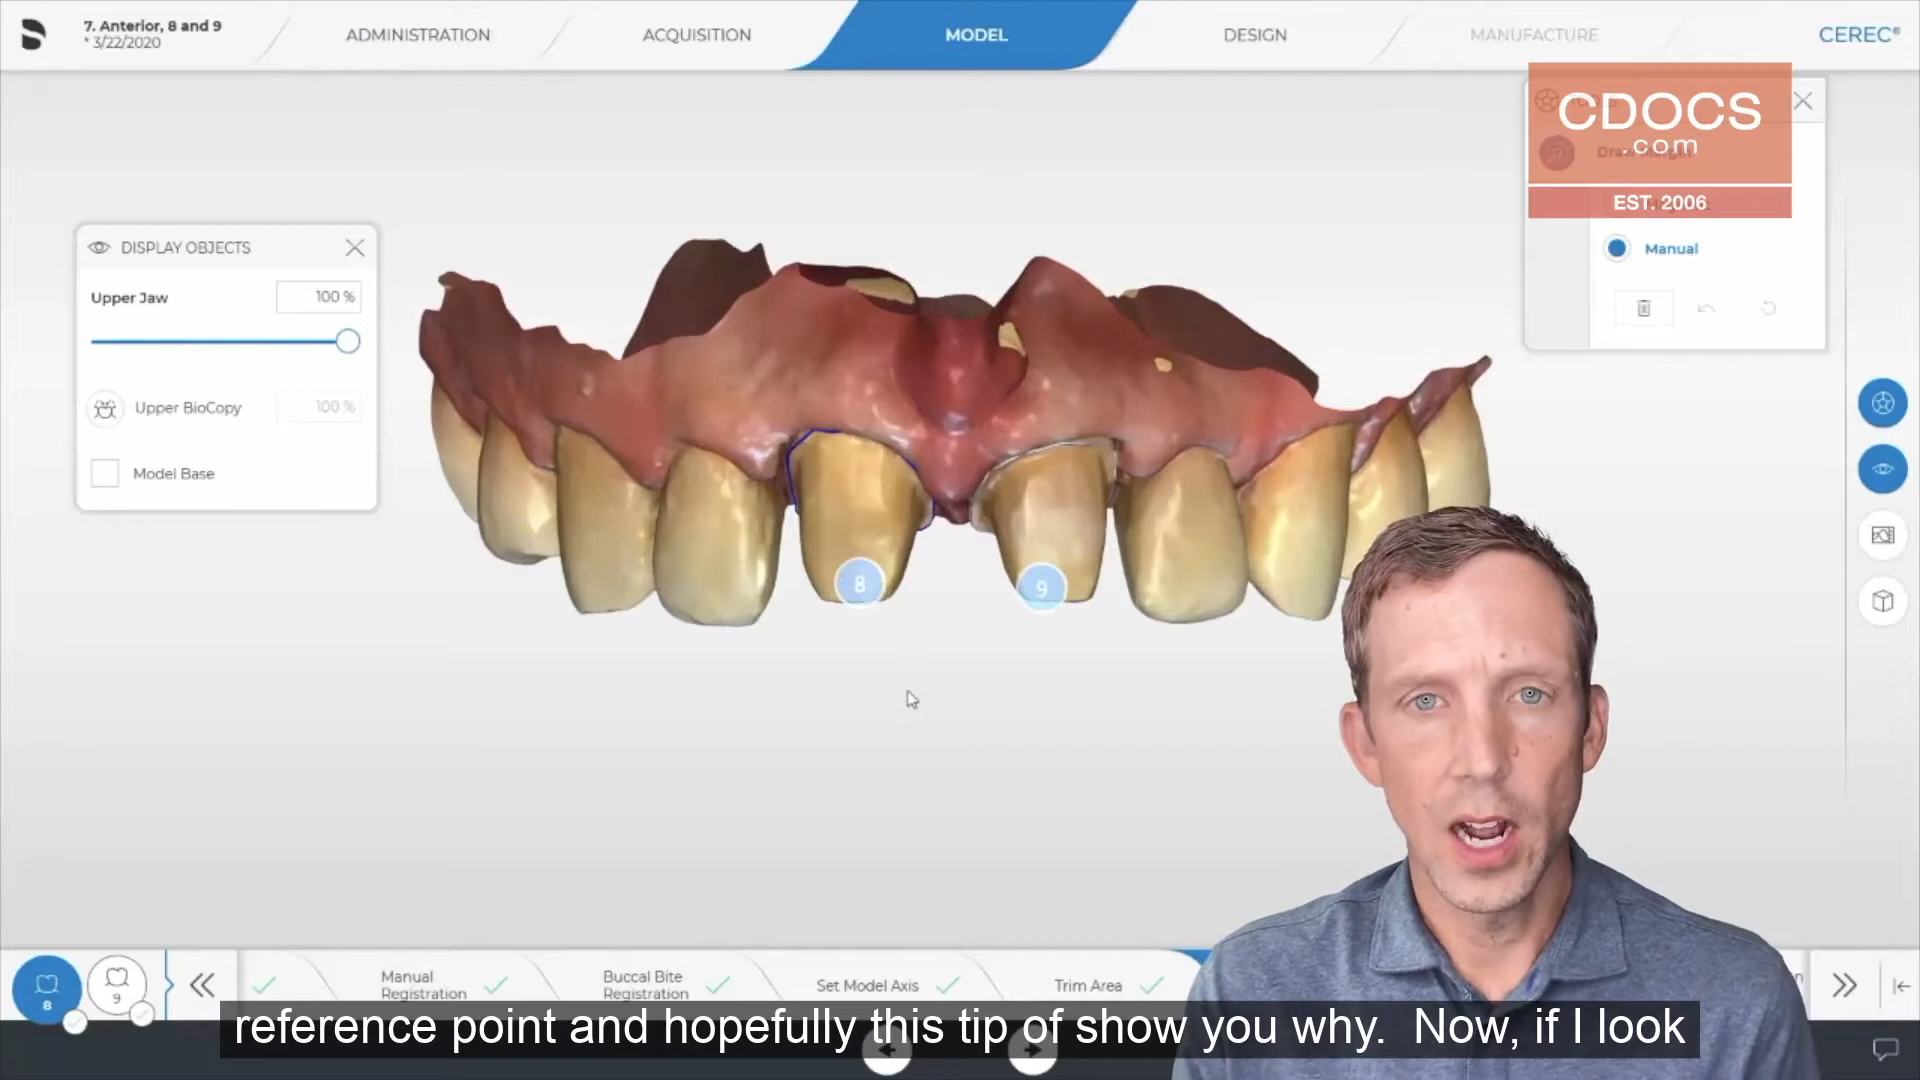 7. Anterior, 8 and 9
* 3/22/2020
ADMINISTRATION
ACQUISITION
MODEL
DESIGN
MANUFACTURE
CEREC®
CDOCS
.com
EST. 2006
Manual
DISPLAY OBJECTS
Upper Jaw
100 %
Upper BioCopy
100 %
Model Base
8
9
8
9
Manual
Registration
Buccal Bite
Registration
Set Model Axis
Trim Area
reference point and hopefully this tip of show you why. Now, if I look